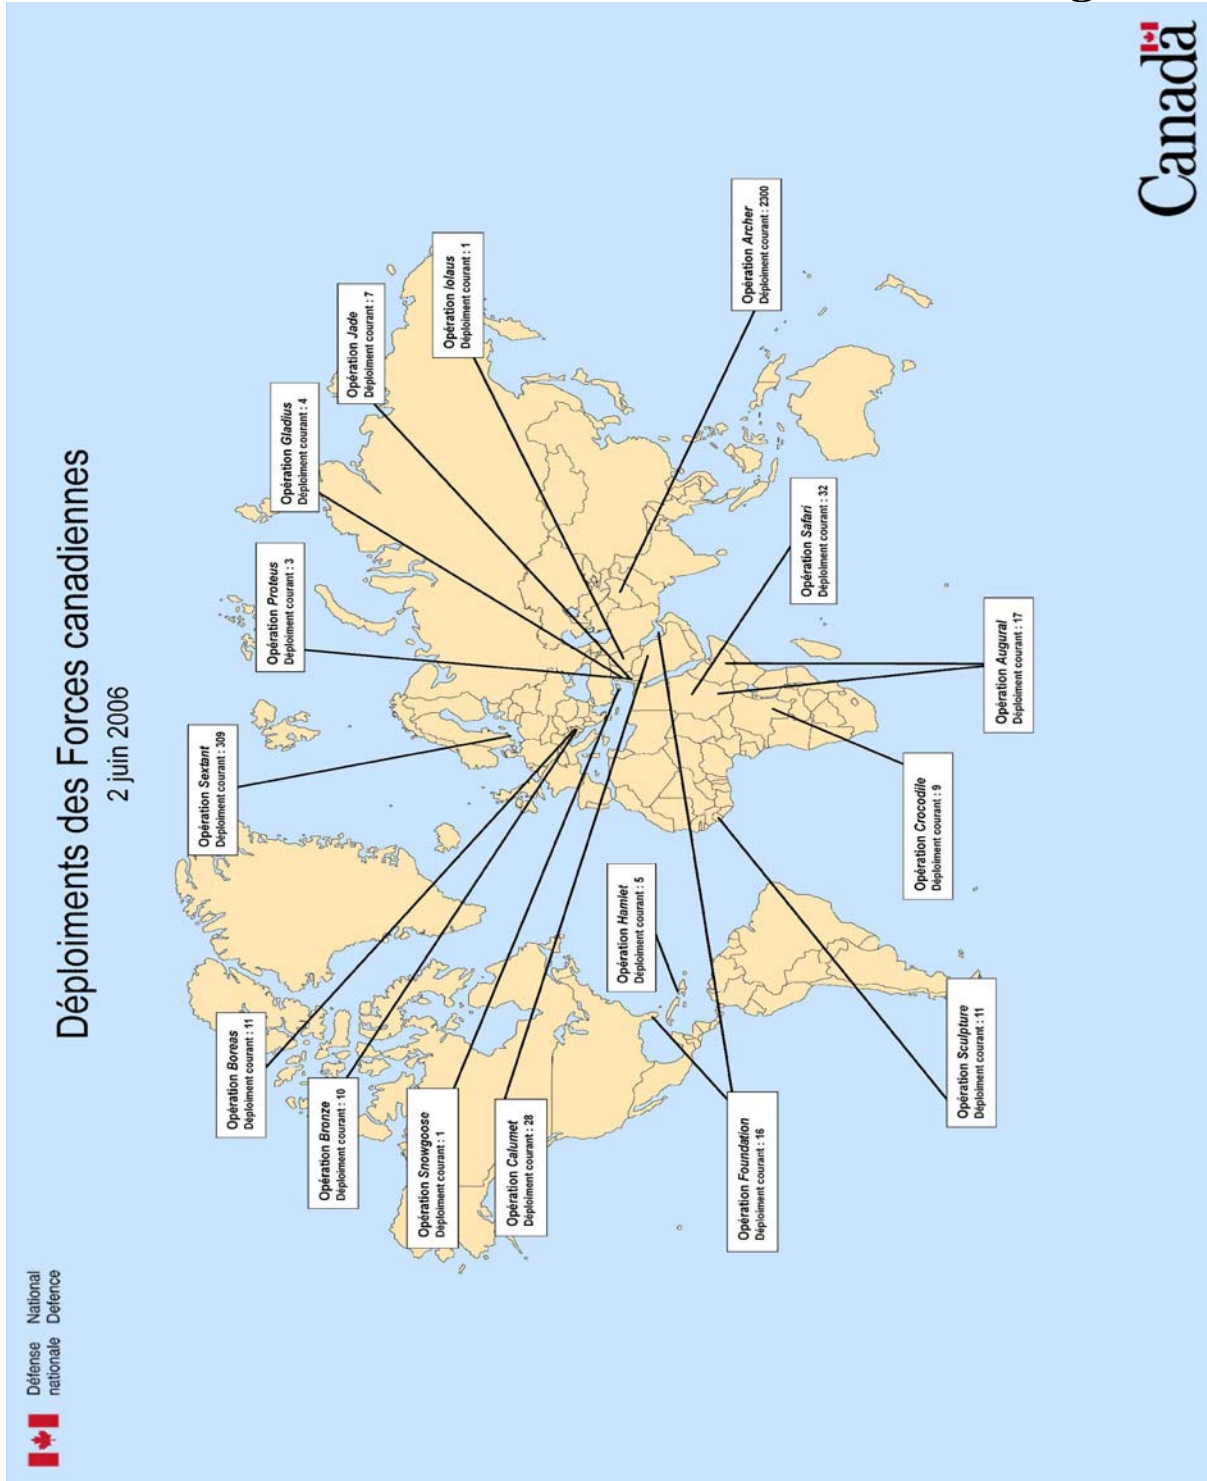 Défense National
nationale Defence
Déploiments des Forces canadiennes
2 juin 2006
Opération Sextant
Déploiment courant : 309
Opération Proteus
Déploiment courant : 3
Opération Gladius
Déploiment courant : 4
Opération Jade
Déploiment courant : 7
Opération Iolaus
Déploiment courant : 1
Opération Boreas
Déploiment courant : 11
Opération Bronze
Déploiment courant : 10
Opération Snowgoose
Déploiment courant : 1
Opération Calumet
Déploiment courant : 28
Opération Hamlet
Déploiment courant : 5
Opération Foundation
Déploiment courant : 16
Opération Archer
Déploiment courant : 2300
Opération Safari
Déploiment courant : 32
Opération Crocodile
Déploiment courant : 9
Opération Sculpture
Déploiment courant : 11
Opération Augural
Déploiment courant : 17
Canada